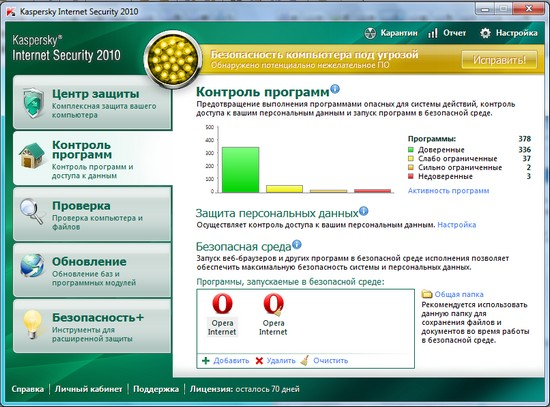 Kaspersky Internet Security 2010
Kaspersky®
Internet Security 2010
Карантин
Отчет
Настройка
Безопасность компьютера под угрозой
Обнаружено потенциально нежелательное ПО
Исправить!
Центр защиты
Комплексная защита вашего
компьютера
Контроль
программ
Контроль программ и
доступа к данным
Проверка
Проверка компьютера и
файлов
Обновление
Обновление баз и
программных модулей
Безопасность+
Инструменты для
расширенной защиты
Контроль программ
Предотвращение выполнения программами опасных для системы действий, контроль
доступа к вашим персональным данным и запуск программ в безопасной среде.
500
400
300
200
100
0
Программы: 378
Доверенные 336
Слабо ограниченные 37
Сильно ограниченные 2
Недоверенные 3
Активность программ
Защита персональных данных
Осуществляет контроль доступа к вашим персональным данным. Настройка
Безопасная среда
Запуск веб-браузеров и других программ в безопасной среде исполнения позволяет
обеспечить максимальную безопасность системы и персональных данных.
Программы, запускаемые в безопасной среде:
Opera
Internet
Opera
Internet
Добавить
Удалить
Очистить
Общая папка
Рекомендуется использовать
данную папку для
сохранения файлов и
документов во время работы
в безопасной среде.
Справка
Личный кабинет
Поддержка
Лицензия: осталось 70 дней